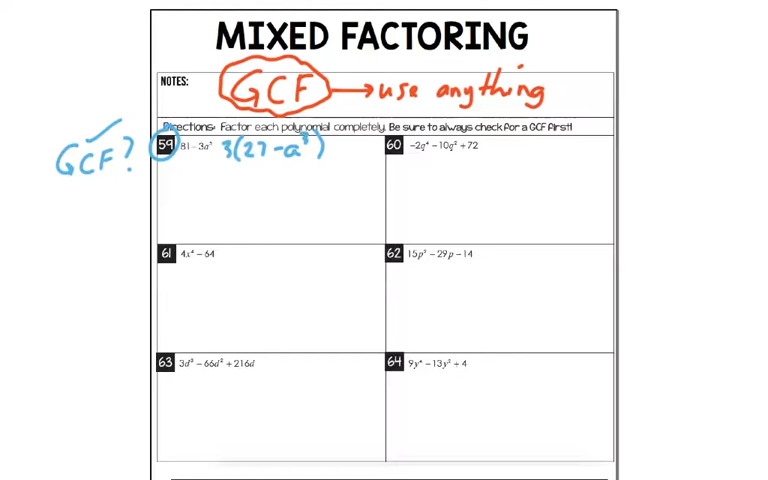 MIXED FACTORING
NOTES: GCF → use anything
Directions: Factor each polynomial completely. Be sure to always check for a GCF first!
GCF ✓ ?
59 81 – 3a³ 3(27 – a³)
60 –2q⁴ – 10q² + 72
61 4x⁴ – 64
62 15p² – 29p – 14
63 3d³ – 66d² + 216d
64 9y⁴ – 13y² + 4